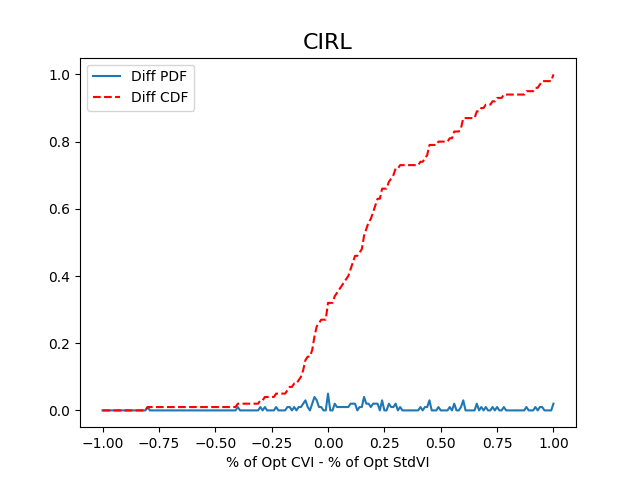 CIRL
Diff PDF
Diff CDF
1.0
0.8
0.6
0.4
0.2
0.0
−1.00 −0.75 −0.50 −0.25 0.00 0.25 0.50 0.75 1.00
% of Opt CVI - % of Opt StdVI